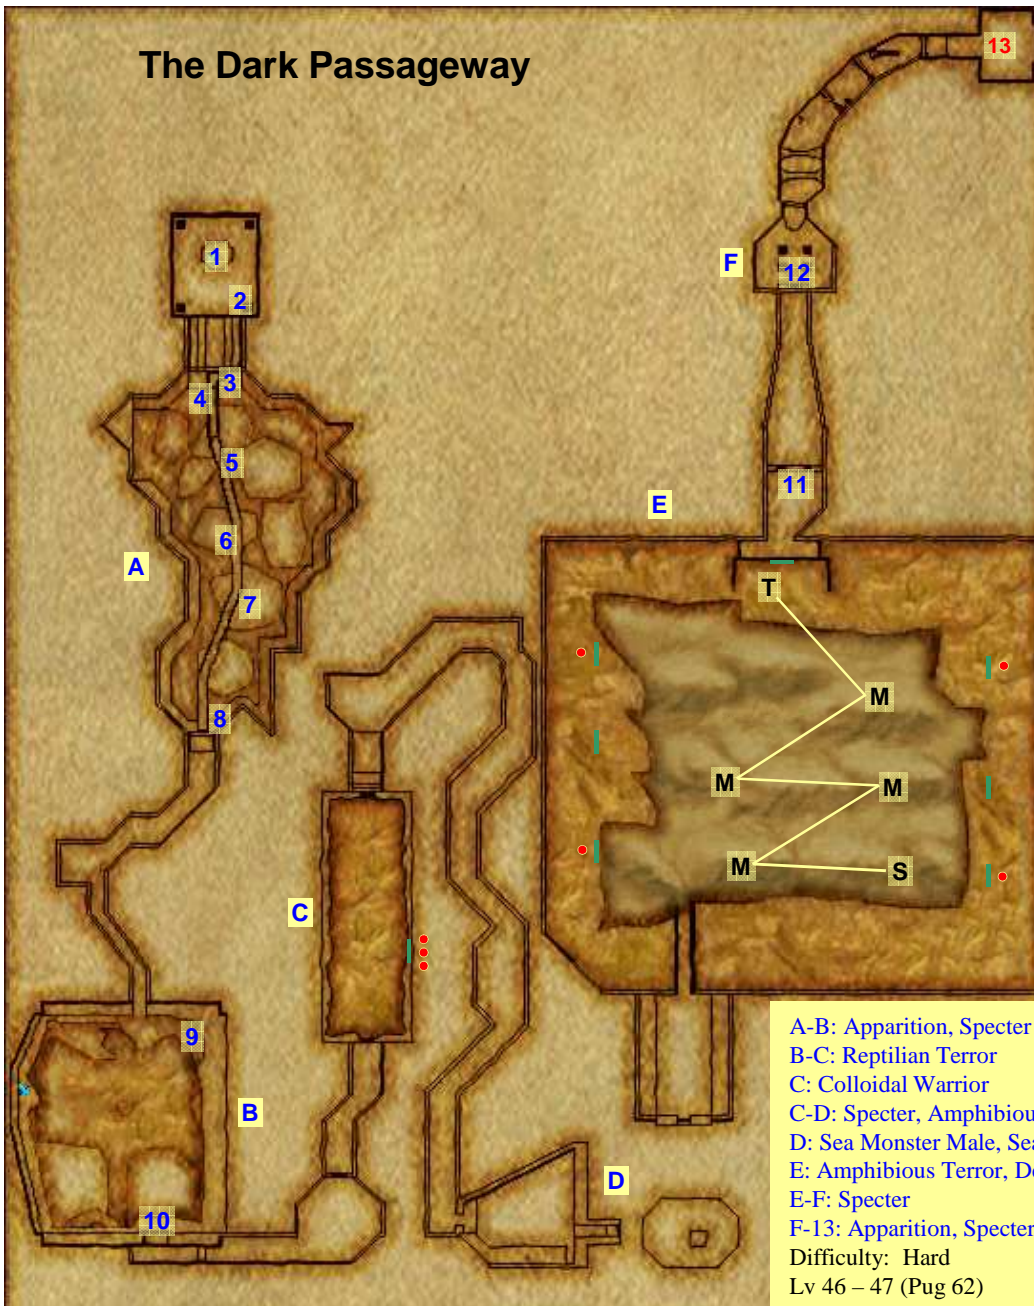 The Dark Passageway
13
1
2
F
12
3
4
5
11
E
6
A
T
7
M
8
M
M
M
S
C
9
B
10
D
A-B: Apparition, Specter
B-C: Reptilian Terror
C: Colloidal Warrior
C-D: Specter, Amphibiou
D: Sea Monster Male, Sea
E: Amphibious Terror, De
E-F: Specter
F-13: Apparition, Specter
Difficulty: Hard
Lv 46 – 47 (Pug 62)